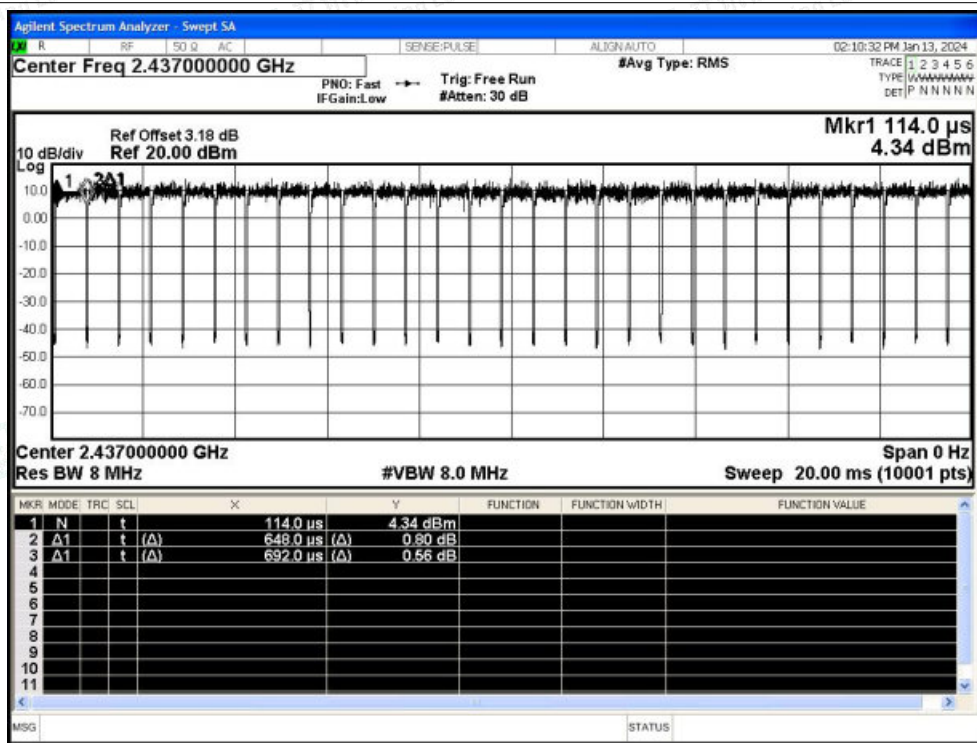 Agilent Spectrum Analyzer - Swept SA
R RF 50 Ω AC SENSE:PULSE ALIGN AUTO 02:10:32 PM Jan 13, 2024
Center Freq 2.437000000 GHz #Avg Type: RMS TRACE 1 2 3 4 5 6
PNO: Fast Trig: Free Run TYPE
IFGain:Low #Atten: 30 dB DET P N N N N N
Mkr1 114.0 µs
4.34 dBm
Ref Offset 3.18 dB
10 dB/div Ref 20.00 dBm
Log
1 2Δ1
10.0
0.00
-10.0
-20.0
-30.0
-40.0
-50.0
-60.0
-70.0
Center 2.437000000 GHz Span 0 Hz
Res BW 8 MHz #VBW 8.0 MHz Sweep 20.00 ms (10001 pts)
MKR MODE TRC SCL X Y FUNCTION FUNCTION WIDTH FUNCTION VALUE
1 N t 114.0 µs 4.34 dBm
2 Δ1 t (Δ) 648.0 µs (Δ) 0.80 dB
3 Δ1 t (Δ) 692.0 µs (Δ) 0.56 dB
4
5
6
7
8
9
10
11
MSG STATUS